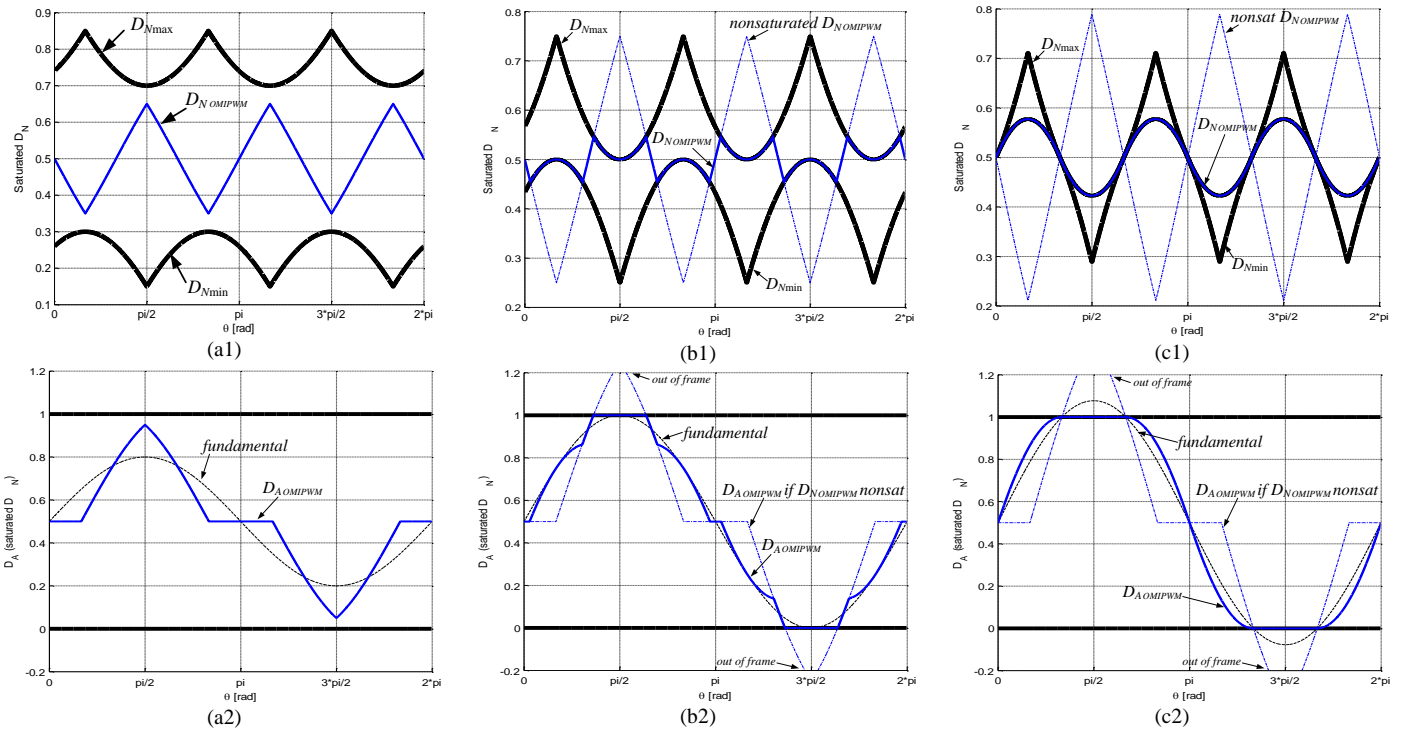 0.9
0.8
0.7
0.6
0.5
0.4
0.3
0.2
0.1
Saturated D_N
D_Nmax
D_N OMIPWM
D_Nmin
0 pi/2 pi 3*pi/2 2*pi
θ [rad]
(a1)
0.8
0.7
0.6
0.5
0.4
0.3
0.2
Saturated D_N
D_Nmax
nonsaturated D_N OMIPWM
D_N OMIPWM
D_Nmin
0 pi/2 pi 3*pi/2 2*pi
θ [rad]
(b1)
0.8
0.7
0.6
0.5
0.4
0.3
0.2
Saturated D_N
nonsat D_N OMIPWM
D_Nmax
D_NOMIPWM
D_Nmin
0 pi/2 pi 3*pi/2 2*pi
θ [rad]
(c1)
1.2
1
0.8
0.6
0.4
0.2
0
-0.2
D_A (saturated D_N)
fundamental
D_A OMIPWM
0 pi/2 pi 3*pi/2 2*pi
θ [rad]
(a2)
1.2
1
0.8
0.6
0.4
0.2
0
-0.2
D_A (saturated D_N)
out of frame
fundamental
D_A OMIPWM if D_N OMIPWM nonsat
D_A OMIPWM
out of frame
0 pi/2 pi 3*pi/2 2*pi
θ [rad]
(b2)
1.2
1
0.8
0.6
0.4
0.2
0
-0.2
D_A (saturated D_N)
out of frame
fundamental
D_A OMIPWM if D_N OMIPWM nonsat
D_A OMIPWM
out of frame
0 pi/2 pi 3*pi/2 2*pi
θ [rad]
(c2)